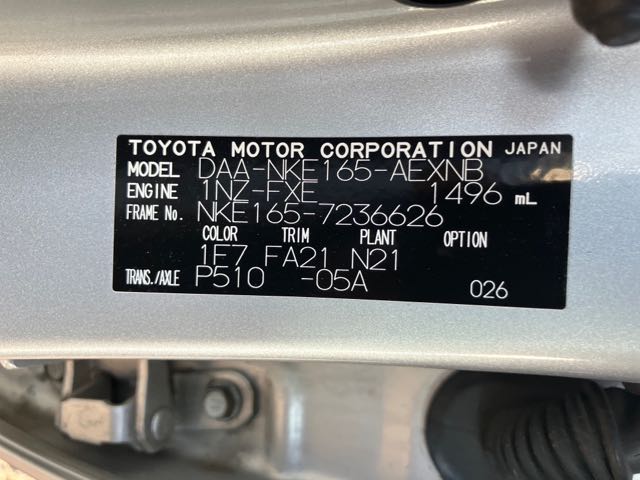 TOYOTA MOTOR CORPORATION JAPAN
MODEL DAA-NKE165-AEXNB
ENGINE 1NZ-FXE 1496 mL
FRAME No. NKE165-7236626
COLOR TRIM PLANT OPTION
1F7 FA21 N21
TRANS./AXLE P510 -05A 026